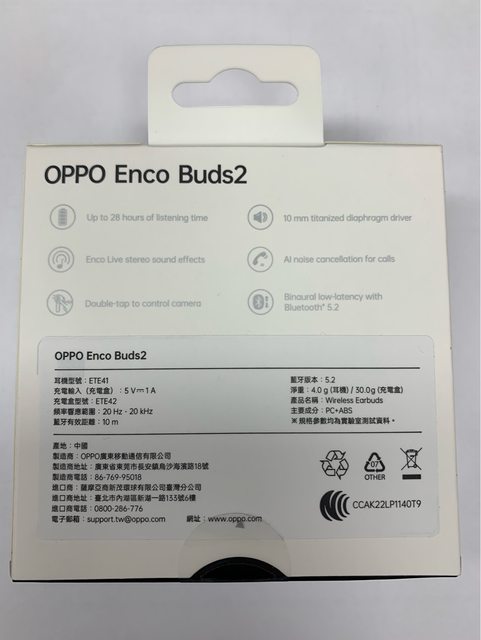 OPPO Enco Buds2
Up to 28 hours of listening time
10 mm titanized diaphragm driver
Enco Live stereo sound effects
AI noise cancellation for calls
Double-tap to control camera
Binaural low-latency with
Bluetooth® 5.2
OPPO Enco Buds2
耳機型號：ETE41
充電輸入（充電盒）：5 V⎓1 A
充電盒型號：ETE42
頻率響應範圍：20 Hz - 20 kHz
藍牙有效距離：10 m
藍牙版本：5.2
淨重：4.0 g (耳機) / 30.0g (充電盒)
產品名稱：Wireless Earbuds
主要成分：PC+ABS
※ 規格參數均為實驗室測試資料。
產地：中國
製造商：OPPO廣東移動通信有限公司
製造商地址：廣東省東莞市長安鎮烏沙海濱路18號
製造商電話：86-769-95018
進口商：薩摩亞商新茂環球有限公司臺灣分公司
進口商地址：臺北市內湖區新湖一路133號6樓
進口商電話：0800-286-776
電子郵箱：support.tw@oppo.com 網址：www.oppo.com
07
OTHER
CCAK22LP1140T9